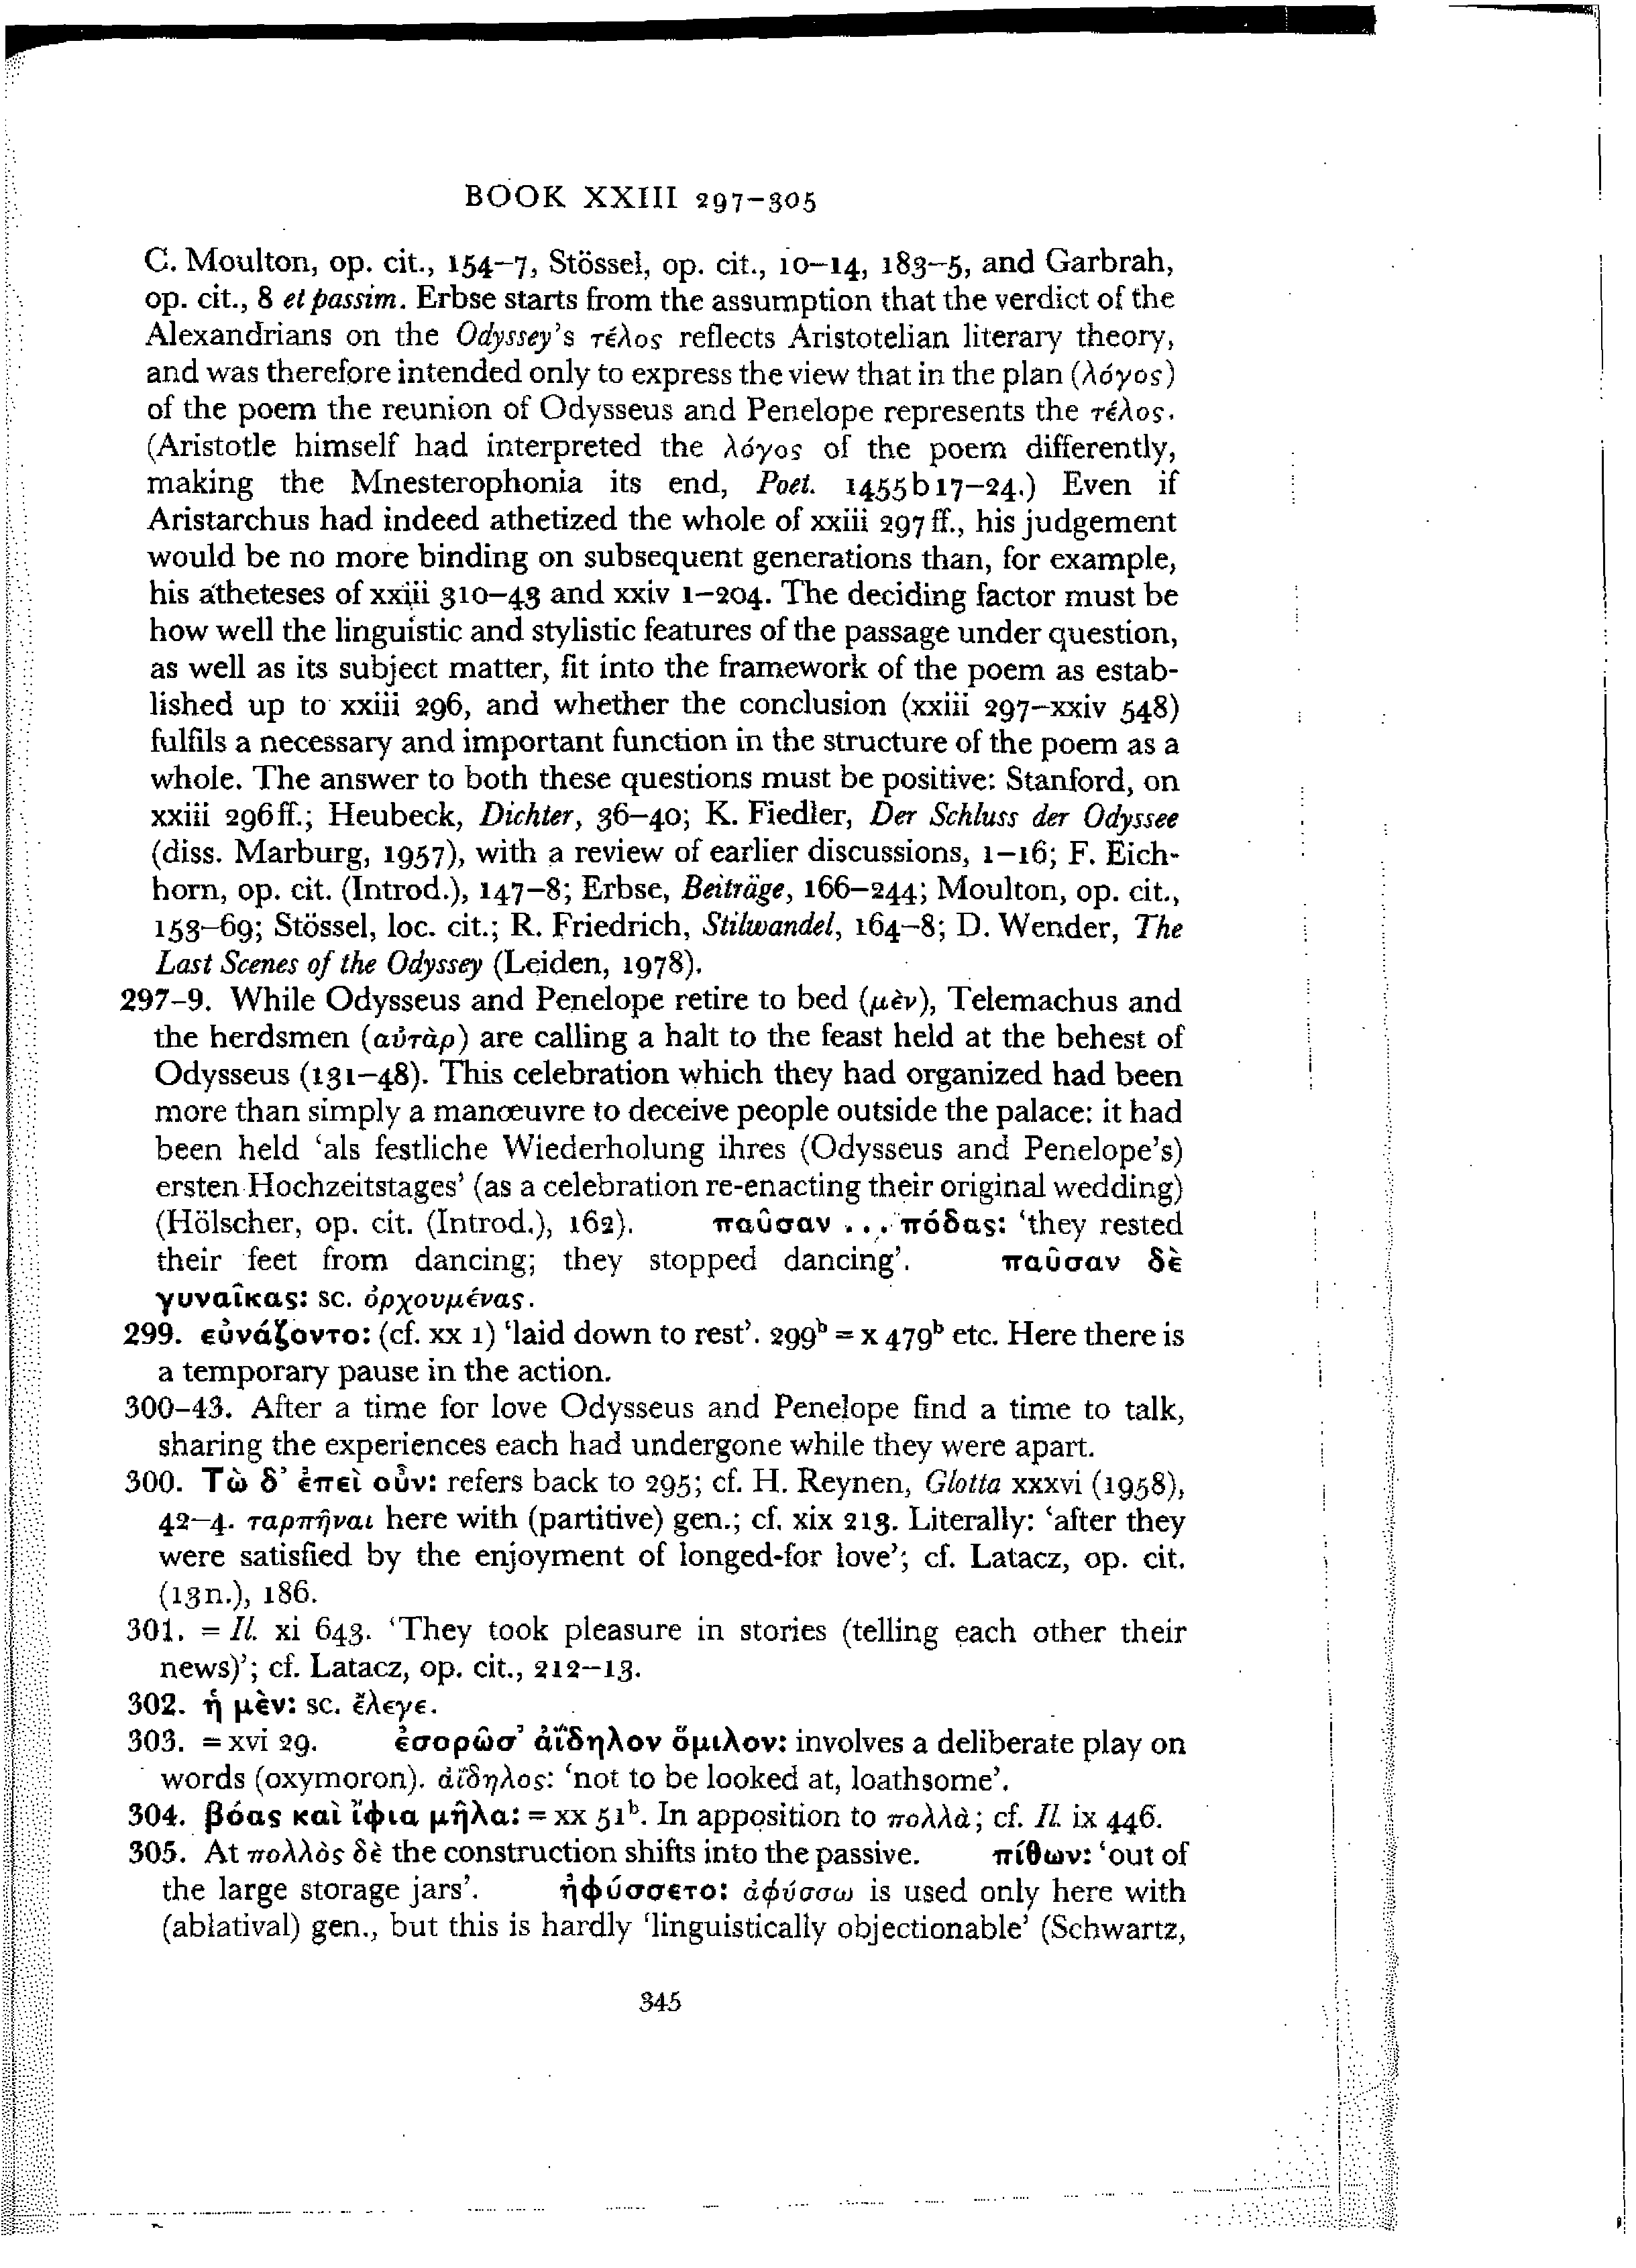 BOOK XXIII 297–305
C. Moulton, op. cit., 154–7, Stössel, op. cit., 10–14, 183–5, and Garbrah,
op. cit., 8 et passim. Erbse starts from the assumption that the verdict of the
Alexandrians on the Odyssey's τέλος reflects Aristotelian literary theory,
and was therefore intended only to express the view that in the plan (λόγος)
of the poem the reunion of Odysseus and Penelope represents the τέλος.
(Aristotle himself had interpreted the λόγος of the poem differently,
making the Mnesterophonia its end, Poet. 1455b17–24.) Even if
Aristarchus had indeed athetized the whole of xxiii 297 ff., his judgement
would be no more binding on subsequent generations than, for example,
his atheteses of xxiii 310–43 and xxiv 1–204. The deciding factor must be
how well the linguistic and stylistic features of the passage under question,
as well as its subject matter, fit into the framework of the poem as estab-
lished up to xxiii 296, and whether the conclusion (xxiii 297–xxiv 548)
fulfils a necessary and important function in the structure of the poem as a
whole. The answer to both these questions must be positive: Stanford, on
xxiii 296 ff.; Heubeck, Dichter, 36–40; K. Fiedler, Der Schluss der Odyssee
(diss. Marburg, 1957), with a review of earlier discussions, 1–16; F. Eich-
horn, op. cit. (Introd.), 147–8; Erbse, Beiträge, 166–244; Moulton, op. cit.,
153–69; Stössel, loc. cit.; R. Friedrich, Stilwandel, 164–8; D. Wender, The
Last Scenes of the Odyssey (Leiden, 1978).
297–9. While Odysseus and Penelope retire to bed (μὲν), Telemachus and
the herdsmen (αὐτὰρ) are calling a halt to the feast held at the behest of
Odysseus (131–48). This celebration which they had organized had been
more than simply a manœuvre to deceive people outside the palace: it had
been held 'als festliche Wiederholung ihres (Odysseus and Penelope's)
ersten Hochzeitstages' (as a celebration re-enacting their original wedding)
(Hölscher, op. cit. (Introd.), 162). παῦσαν . . . πόδας: 'they rested
their feet from dancing; they stopped dancing'. παῦσαν δὲ
γυναῖκας: sc. ὀρχουμένας.
299. εὐνάζοντο: (cf. xx 1) 'laid down to rest'. 299ᵇ = x 479ᵇ etc. Here there is
a temporary pause in the action.
300–43. After a time for love Odysseus and Penelope find a time to talk,
sharing the experiences each had undergone while they were apart.
300. Τὼ δ' ἐπεὶ οὖν: refers back to 295; cf. H. Reynen, Glotta xxxvi (1958),
42–4. ταρπῆναι here with (partitive) gen.; cf. xix 213. Literally: 'after they
were satisfied by the enjoyment of longed-for love'; cf. Latacz, op. cit.
(13 n.), 186.
301. = Il. xi 643. 'They took pleasure in stories (telling each other their
news)'; cf. Latacz, op. cit., 212–13.
302. ἡ μὲν: sc. ἔλεγε.
303. = xvi 29. ἐσορῶσ' ἀΐδηλον ὅμιλον: involves a deliberate play on
words (oxymoron). ἀΐδηλος: 'not to be looked at, loathsome'.
304. βόας καὶ ἴφια μῆλα: = xx 51ᵇ. In apposition to πολλὰ; cf. Il. ix 446.
305. At πολλὸς δὲ the construction shifts into the passive. πίθων: 'out of
the large storage jars'. ἠφύσσετο: ἀφύσσω is used only here with
(ablatival) gen., but this is hardly 'linguistically objectionable' (Schwartz,
345